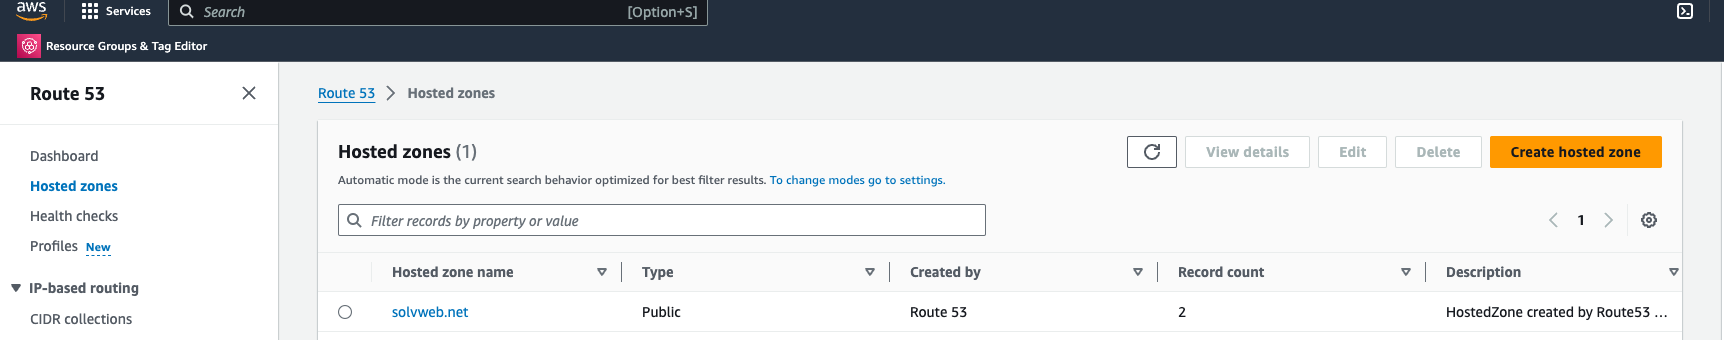 aws
Services
Search
[Option+S]
Resource Groups & Tag Editor
Route 53
Route 53 Hosted zones
Hosted zones (1)
View details
Edit
Delete
Create hosted zone
Automatic mode is the current search behavior optimized for best filter results. To change modes go to settings.
Filter records by property or value
1
Dashboard
Hosted zones
Health checks
Profiles New
IP-based routing
CIDR collections
Hosted zone name Type Created by Record count Description
solvweb.net Public Route 53 2 HostedZone created by Route53 ...